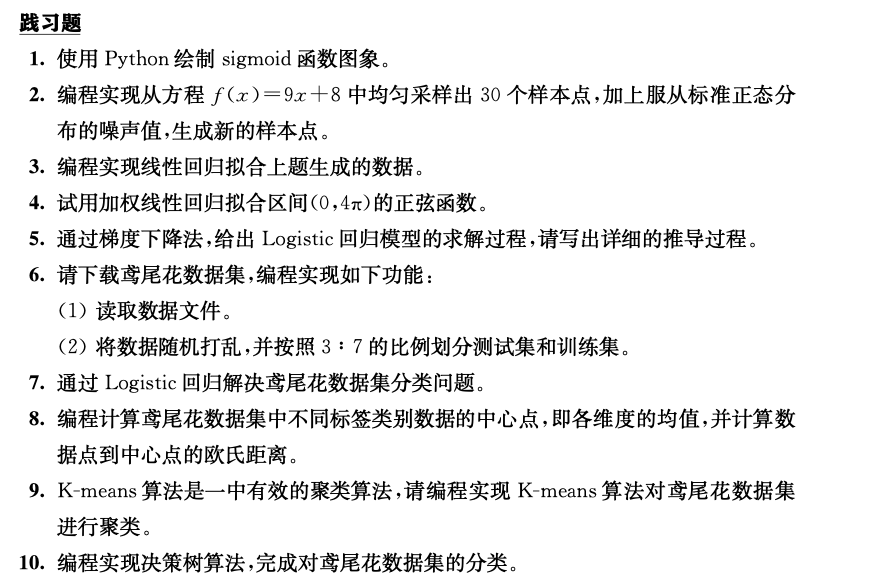 践习题
1. 使用 Python 绘制 sigmoid 函数图象。
2. 编程实现从方程 f(x)=9x+8 中均匀采样出 30 个样本点,加上服从标准正态分
布的噪声值,生成新的样本点。
3. 编程实现线性回归拟合上题生成的数据。
4. 试用加权线性回归拟合区间(0,4π)的正弦函数。
5. 通过梯度下降法,给出 Logistic 回归模型的求解过程,请写出详细的推导过程。
6. 请下载鸢尾花数据集,编程实现如下功能:
(1) 读取数据文件。
(2) 将数据随机打乱,并按照 3∶7 的比例划分测试集和训练集。
7. 通过 Logistic 回归解决鸢尾花数据集分类问题。
8. 编程计算鸢尾花数据集中不同标签类别数据的中心点,即各维度的均值,并计算数
据点到中心点的欧氏距离。
9. K-means 算法是一中有效的聚类算法,请编程实现 K-means 算法对鸢尾花数据集
进行聚类。
10. 编程实现决策树算法,完成对鸢尾花数据集的分类。